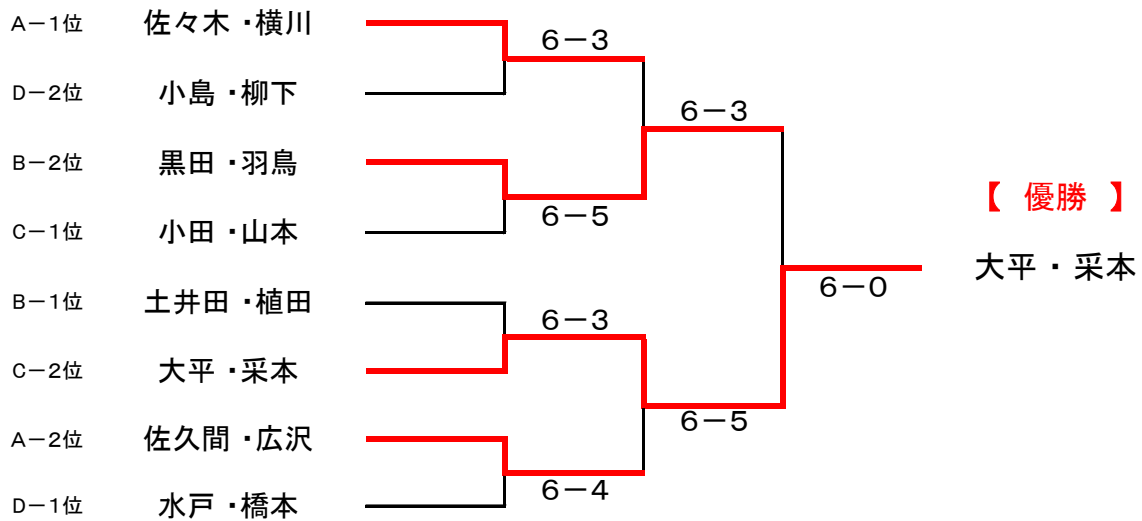 A－1位 佐々木・横川
6－3
D－2位 小島・柳下
6－3
B－2位 黒田・羽鳥
【 優勝 】
6－5
C－1位 小田・山本
大平・采本
6－0
B－1位 土井田・植田
6－3
C－2位 大平・采本
6－5
A－2位 佐久間・広沢
6－4
D－1位 水戸・橋本